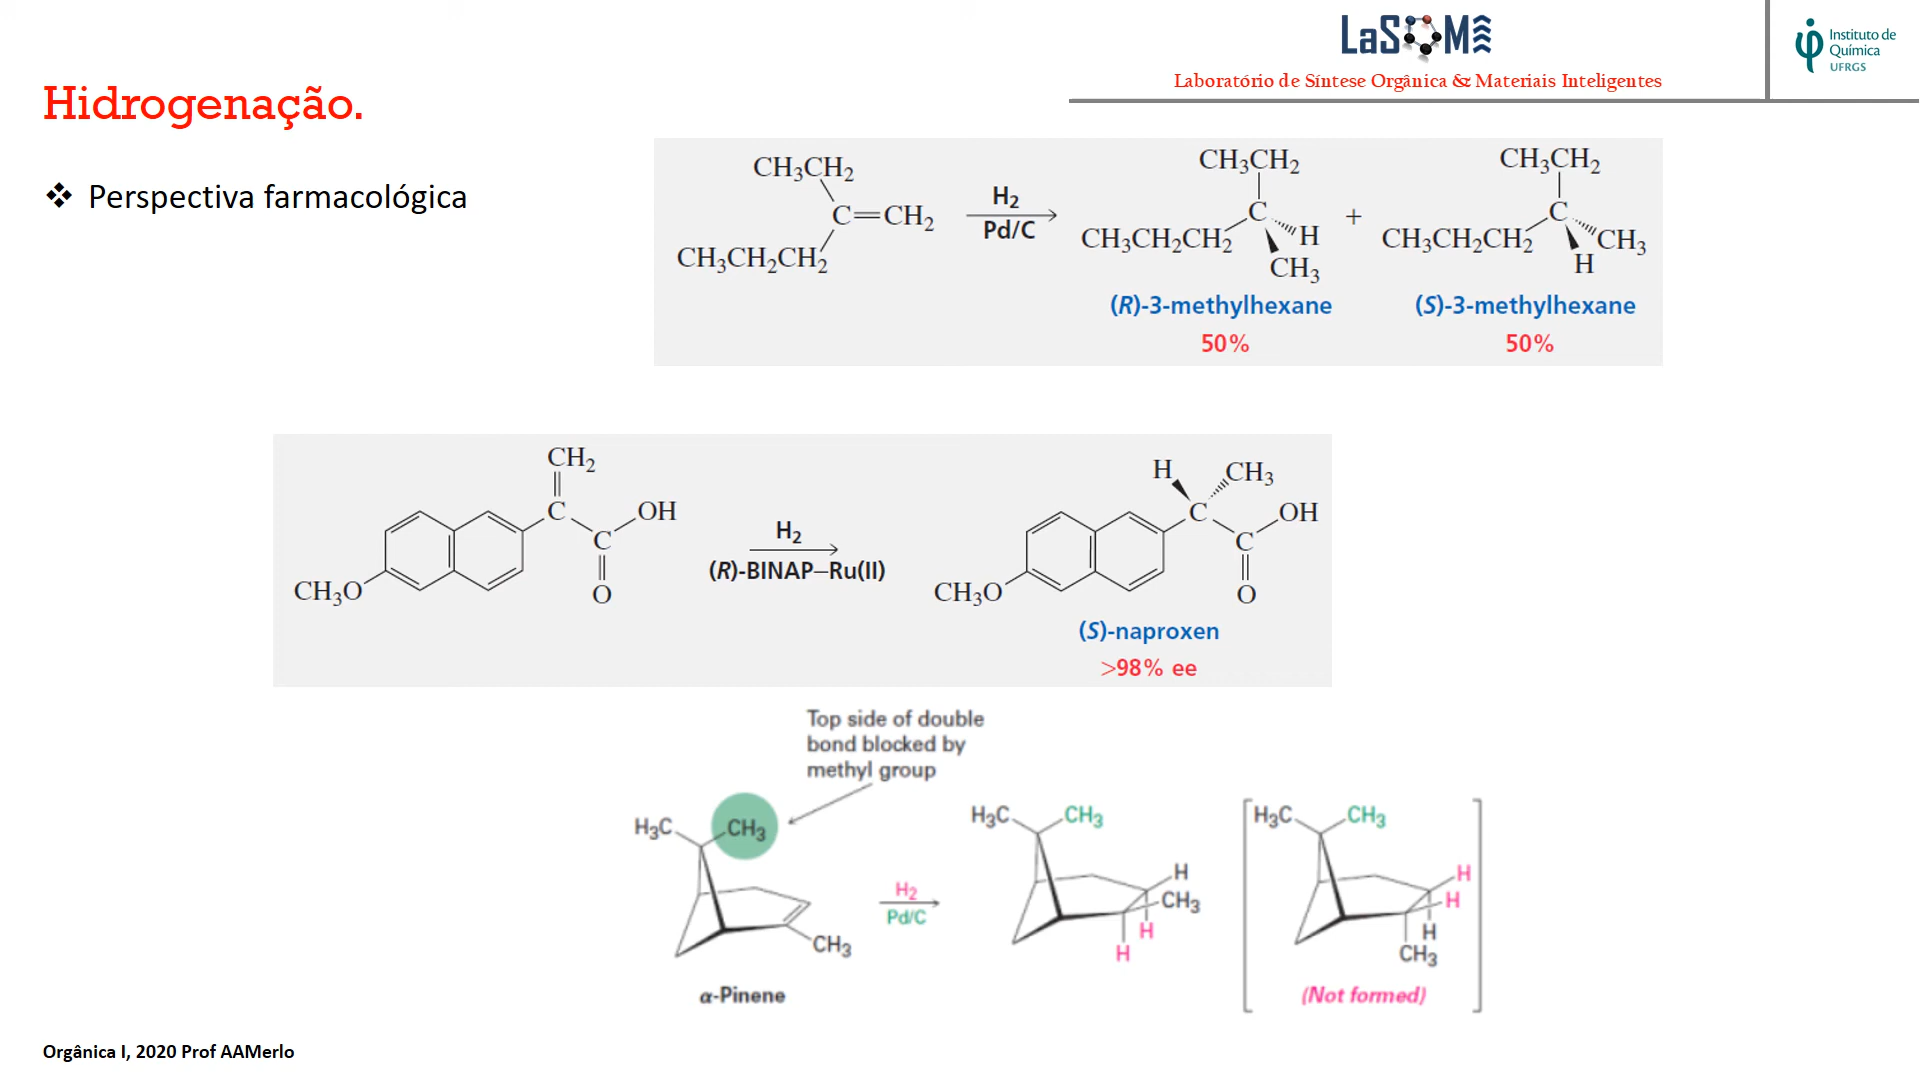 LaSOMe
Laboratório de Síntese Orgânica & Materiais Inteligentes
Instituto de
Química
UFRGS
Hidrogenação.
❖ Perspectiva farmacológica
CH₃CH₂
C=CH₂
CH₃CH₂CH₂
H₂
Pd/C
CH₃CH₂
C
CH₃CH₂CH₂
H
CH₃
(R)-3-methylhexane
50%
+
CH₃CH₂
C
CH₃CH₂CH₂
CH₃
H
(S)-3-methylhexane
50%
CH₂
C
OH
C
CH₃O
O
H₂
(R)-BINAP–Ru(II)
H
CH₃
C
OH
C
CH₃O
O
(S)-naproxen
>98% ee
Top side of double
bond blocked by
methyl group
H₃C
CH₃
CH₃
α-Pinene
H₂
Pd/C
H₃C
CH₃
H
CH₃
H
H
H₃C
CH₃
H
H
H
CH₃
(Not formed)
Orgânica I, 2020 Prof AAMerlo